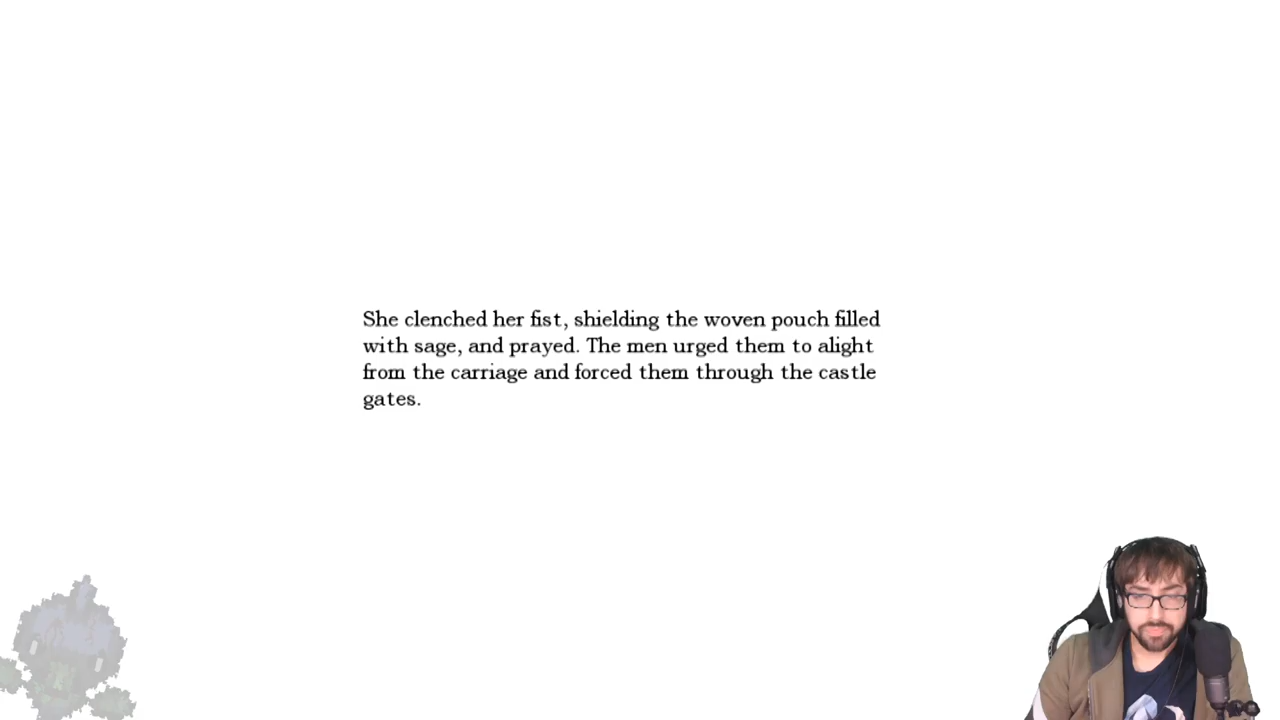 She clenched her fist, shielding the woven pouch filled
with sage, and prayed. The men urged them to alight
from the carriage and forced them through the castle
gates.